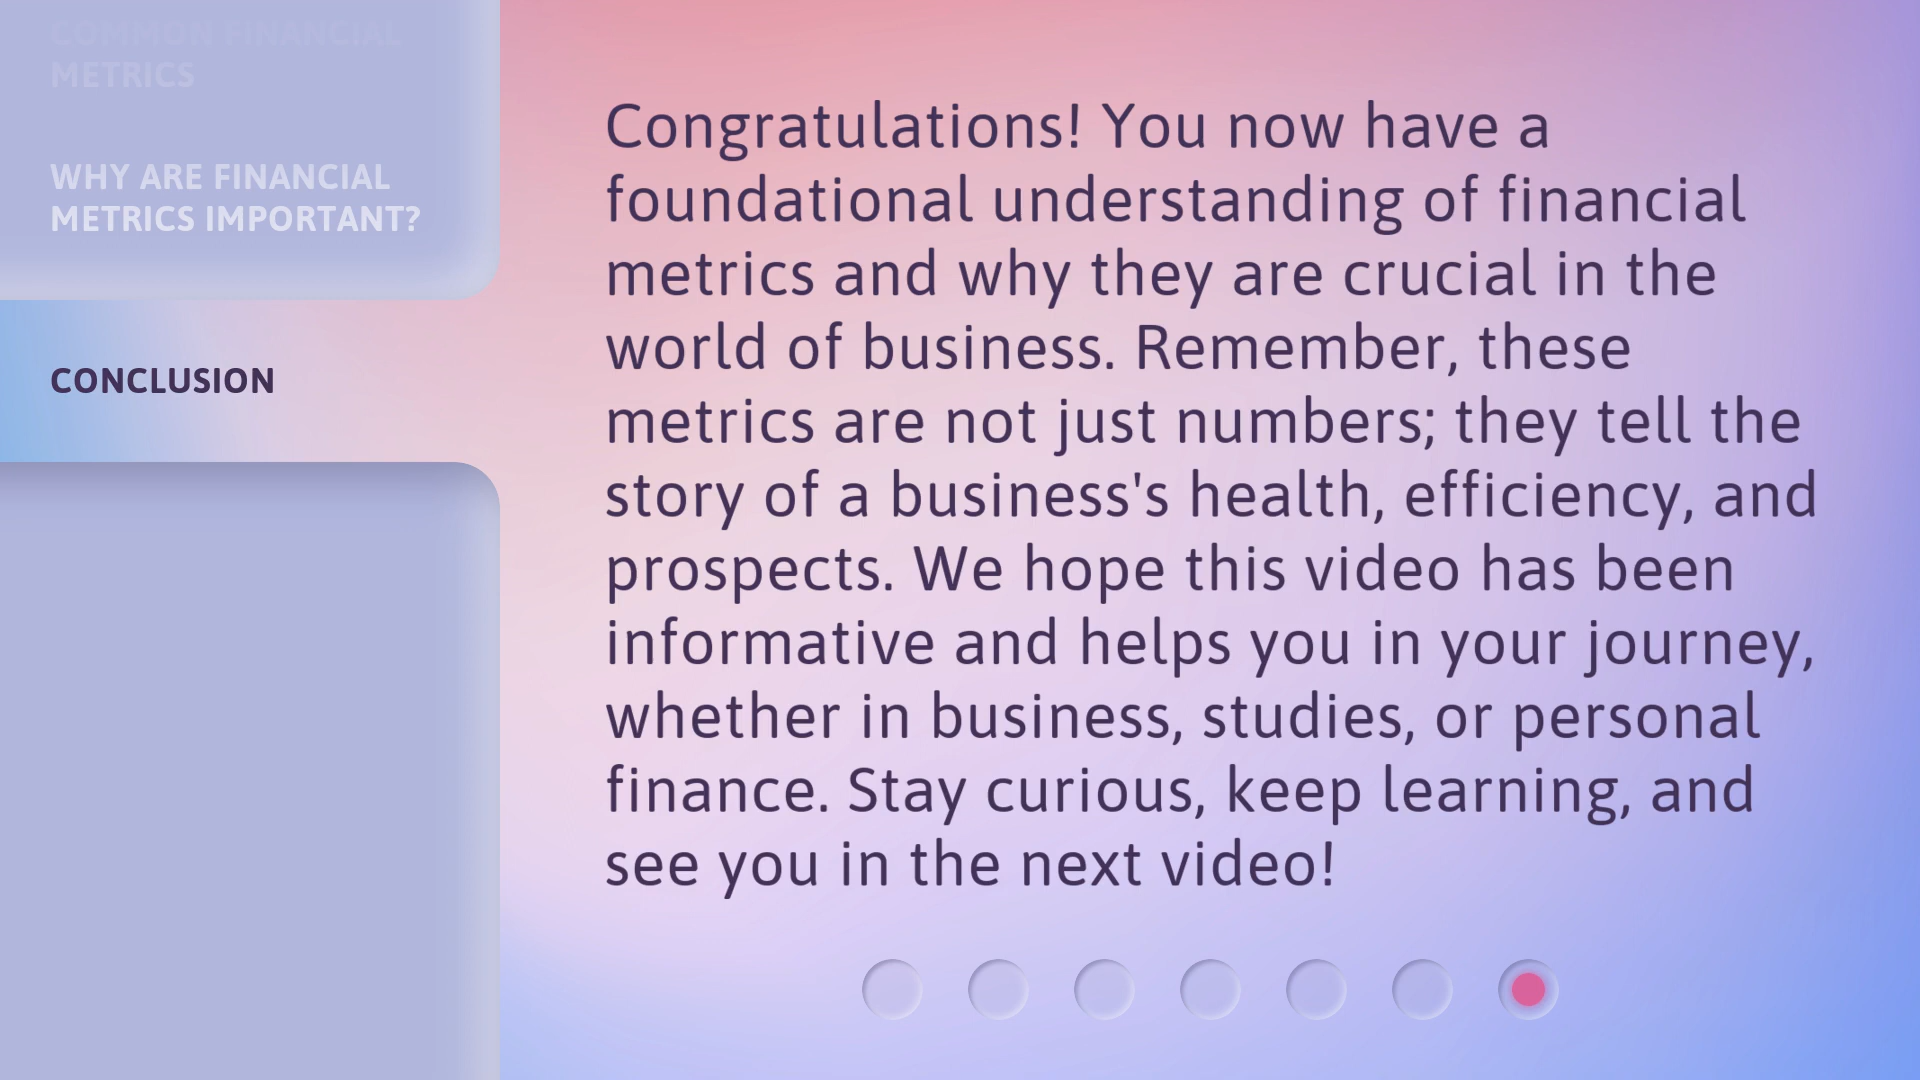 COMMON FINANCIAL
METRICS
WHY ARE FINANCIAL
METRICS IMPORTANT?
CONCLUSION
Congratulations! You now have a
foundational understanding of financial
metrics and why they are crucial in the
world of business. Remember, these
metrics are not just numbers; they tell the
story of a business's health, efficiency, and
prospects. We hope this video has been
informative and helps you in your journey,
whether in business, studies, or personal
finance. Stay curious, keep learning, and
see you in the next video!